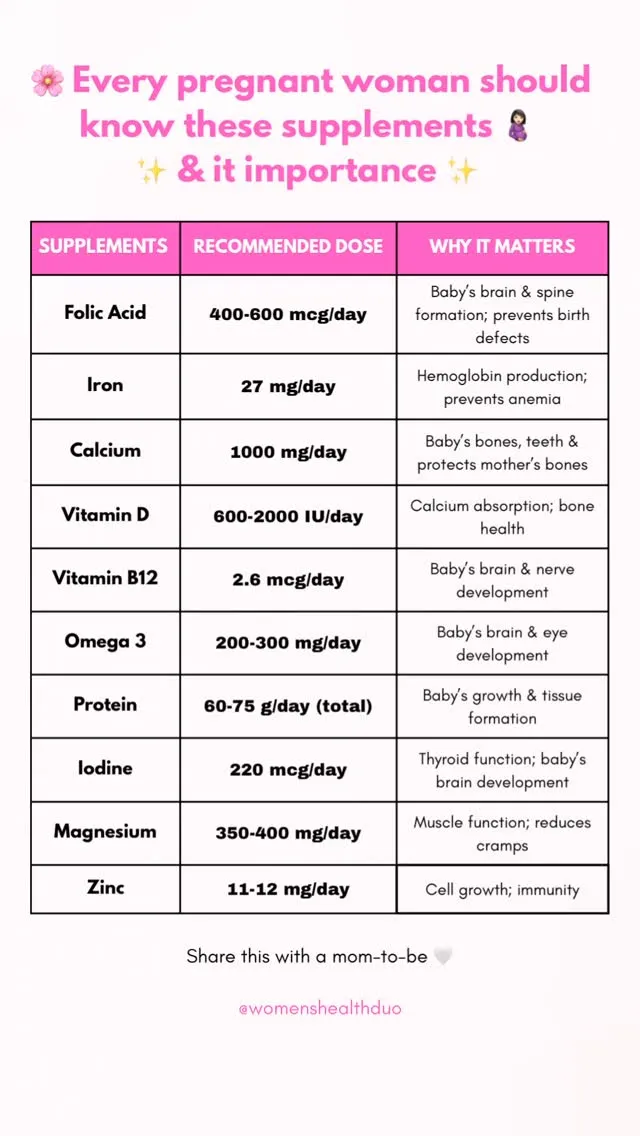 🌸 Every pregnant woman should
know these supplements 🤰🏻
✨ & it importance ✨
SUPPLEMENTS RECOMMENDED DOSE WHY IT MATTERS
Folic Acid 400-600 mcg/day Baby's brain & spine
formation; prevents birth
defects
Iron 27 mg/day Hemoglobin production;
prevents anemia
Calcium 1000 mg/day Baby's bones, teeth &
protects mother's bones
Vitamin D 600-2000 IU/day Calcium absorption; bone
health
Vitamin B12 2.6 mcg/day Baby's brain & nerve
development
Omega 3 200-300 mg/day Baby's brain & eye
development
Protein 60-75 g/day (total) Baby's growth & tissue
formation
Iodine 220 mcg/day Thyroid function; baby's
brain development
Magnesium 350-400 mg/day Muscle function; reduces
cramps
Zinc 11-12 mg/day Cell growth; immunity
Share this with a mom-to-be 🤍
@womenshealthduo